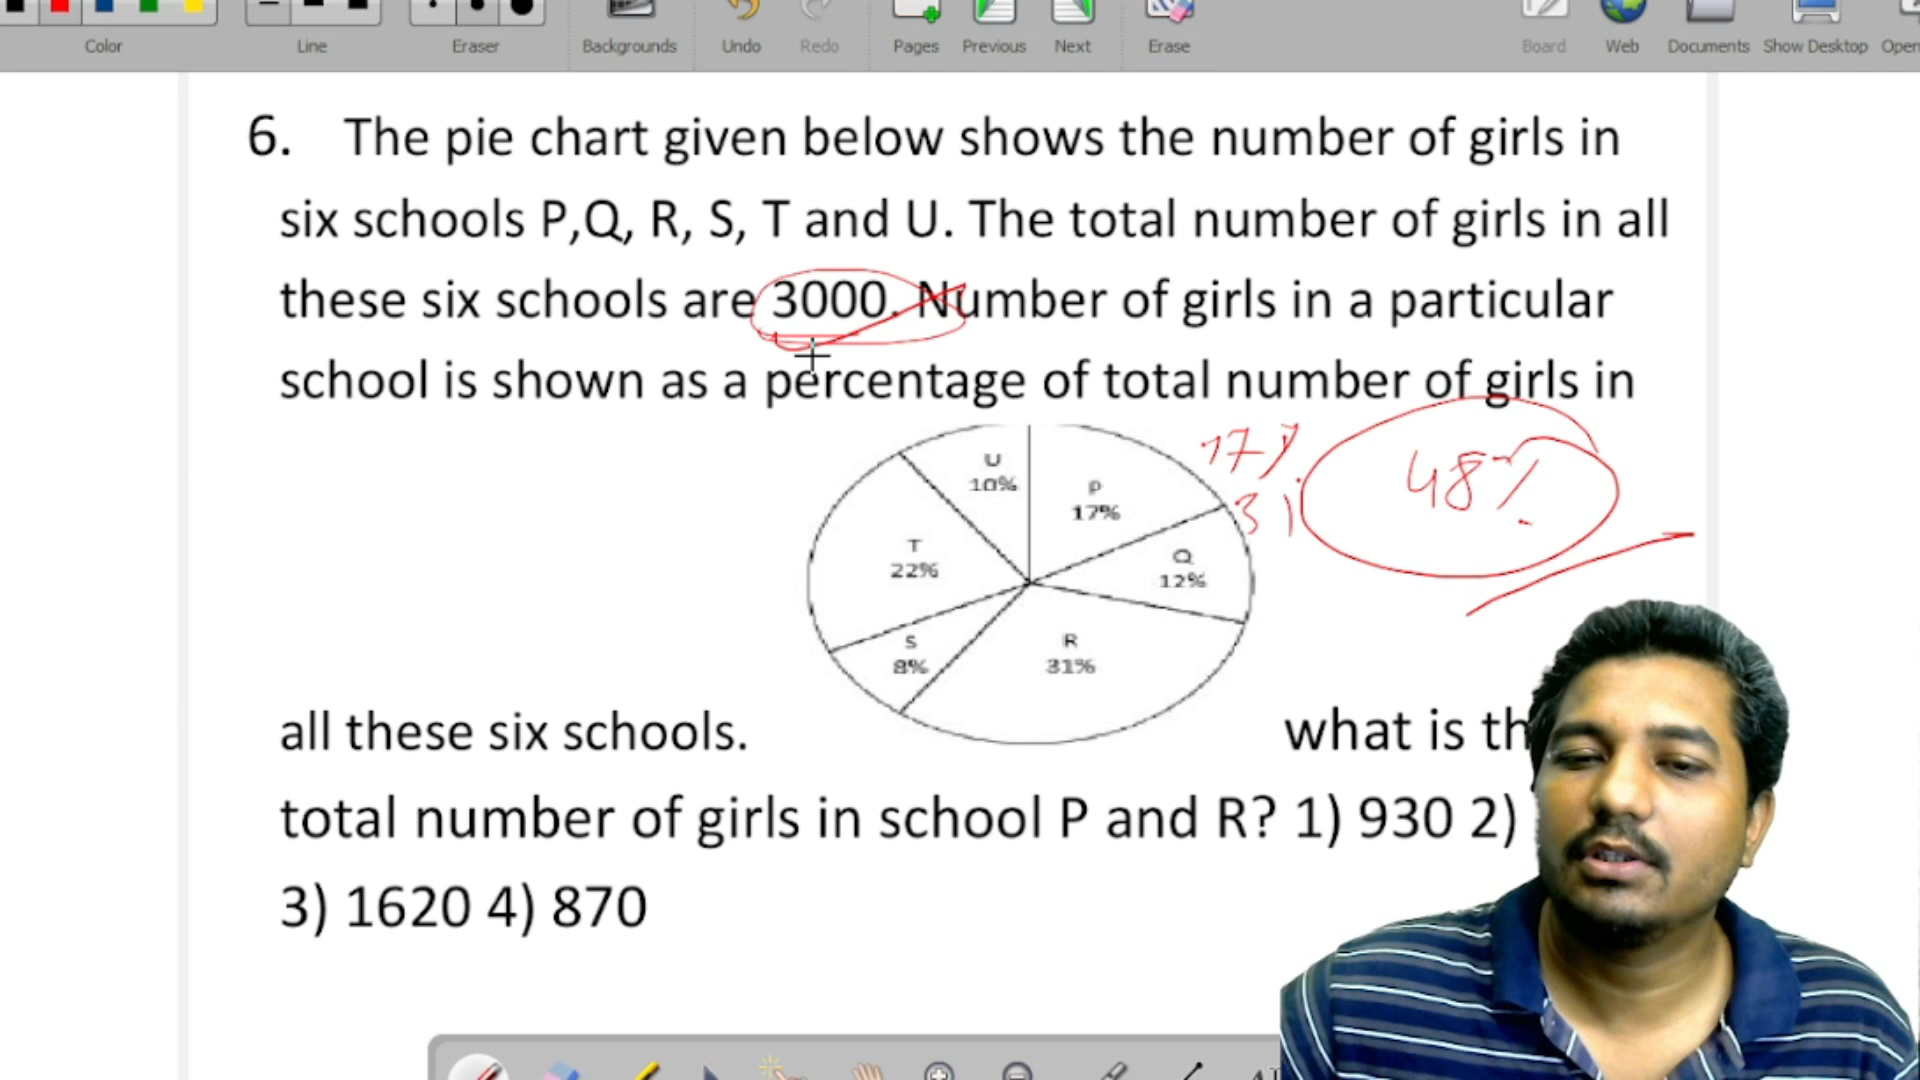 Color Line Eraser Backgrounds Undo Redo Pages Previous Next Erase Board Web Documents Show Desktop Open
6. The pie chart given below shows the number of girls in
six schools P,Q, R, S, T and U. The total number of girls in all
these six schools are 3000. Number of girls in a particular
school is shown as a percentage of total number of girls in
17%
31
48%
U
10%
P
17%
T
22%
Q
12%
S
8%
R
31%
all these six schools. what is th
total number of girls in school P and R? 1) 930 2)
3) 1620 4) 870